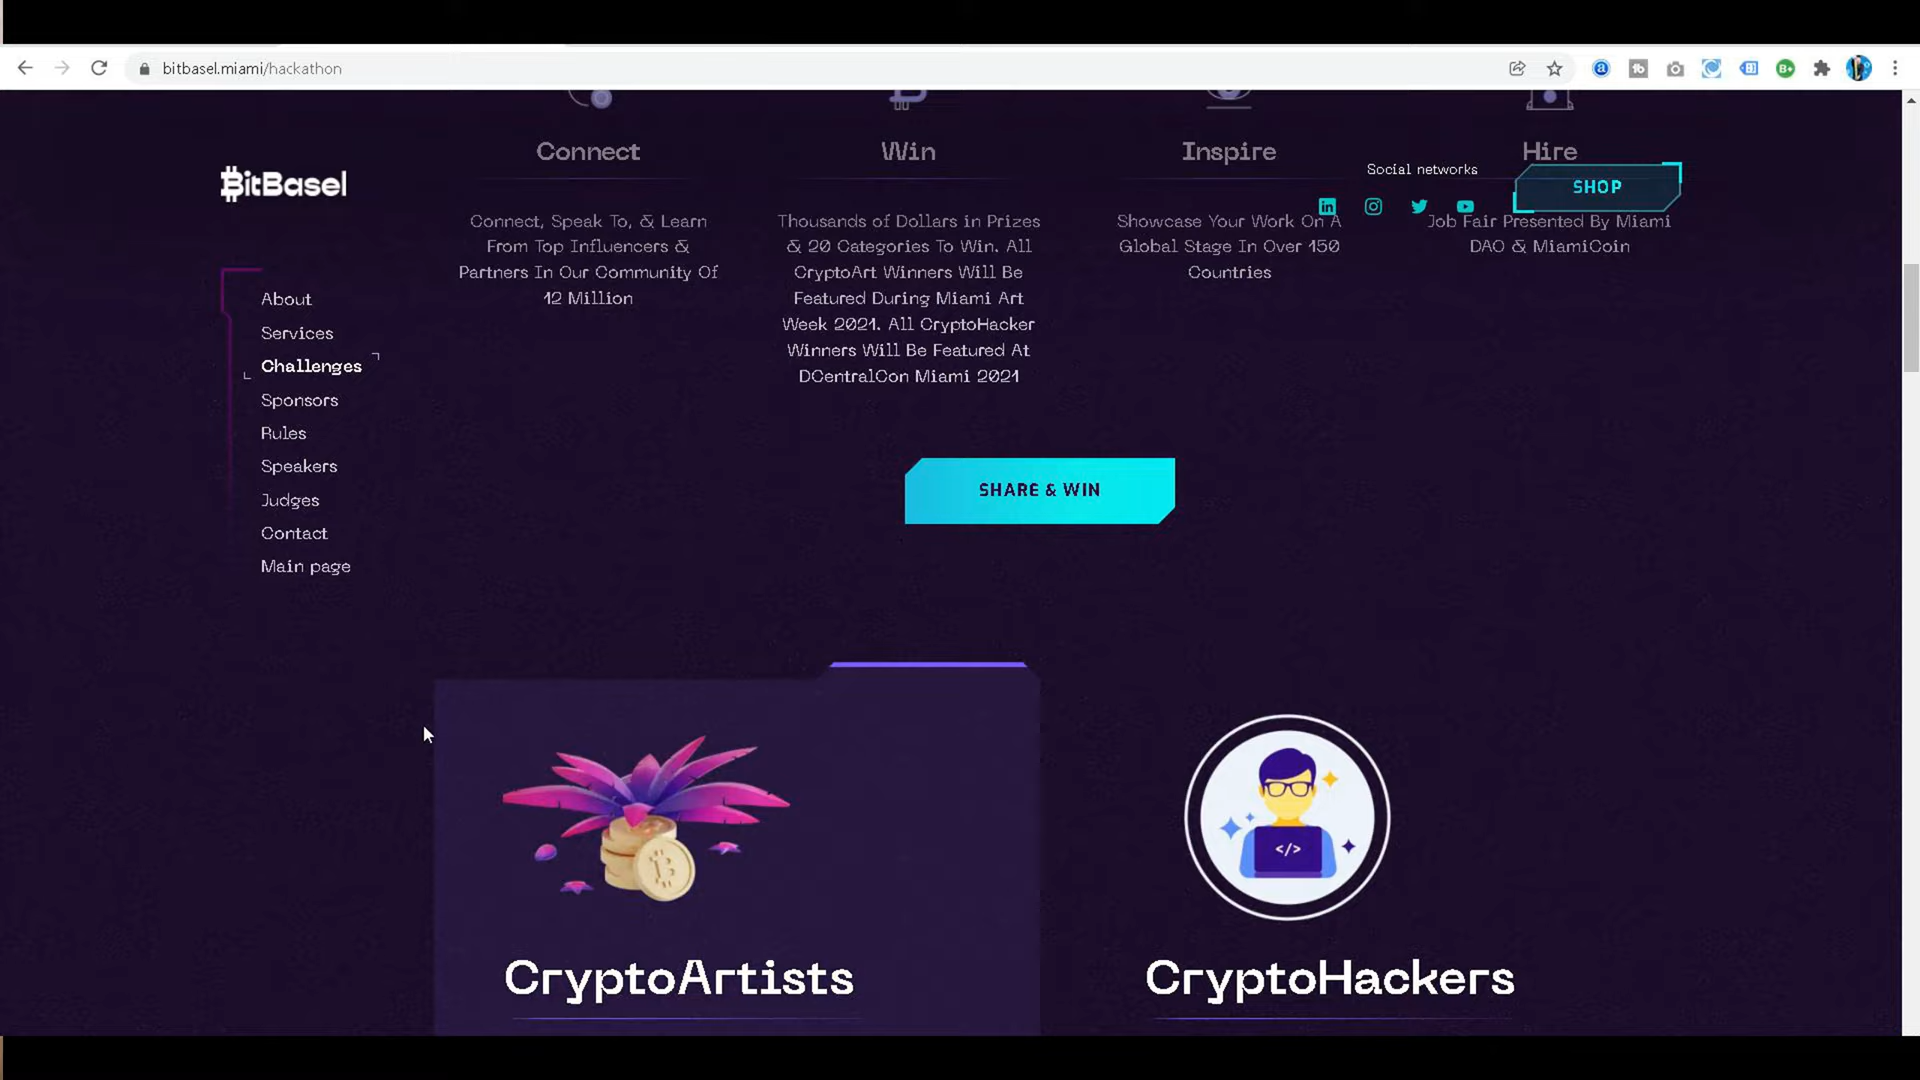 bitbasel.miami/hackathon
Connect
Win
Inspire
Hire
Social networks
SHOP
BitBasel
Connect, Speak To, & Learn
From Top Influencers &
Partners In Our Community Of
12 Million
Thousands of Dollars in Prizes
& 20 Categories To Win. All
CryptoArt Winners Will Be
Featured During Miami Art
Week 2021. All CryptoHacker
Winners Will Be Featured At
DCentralCon Miami 2021
Showcase Your Work On A
Global Stage In Over 150
Countries
Job Fair Presented By Miami
DAO & MiamiCoin
About
Services
Challenges
Sponsors
Rules
Speakers
Judges
Contact
Main page
SHARE & WIN
</>
CryptoArtists
CryptoHackers